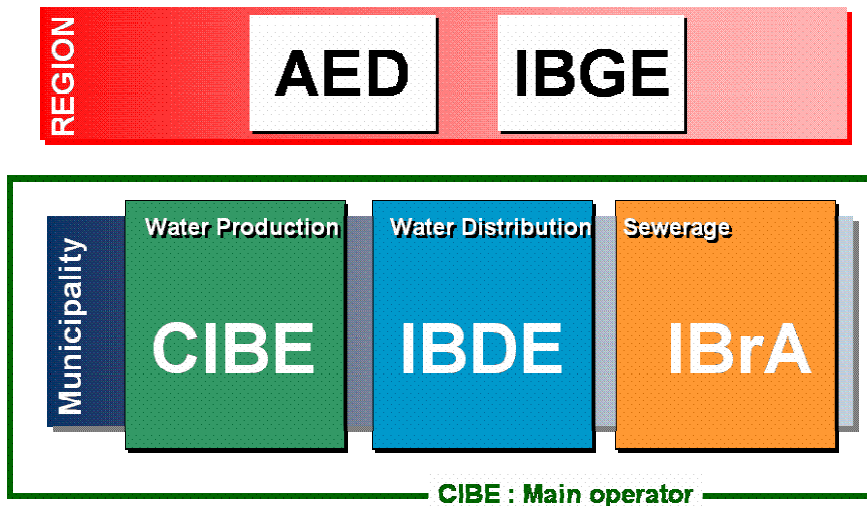 REGION
AED
IBGE
Municipality
Water Production
CIBE
Water Distribution
IBDE
Sewerage
IBrA
CIBE : Main operator